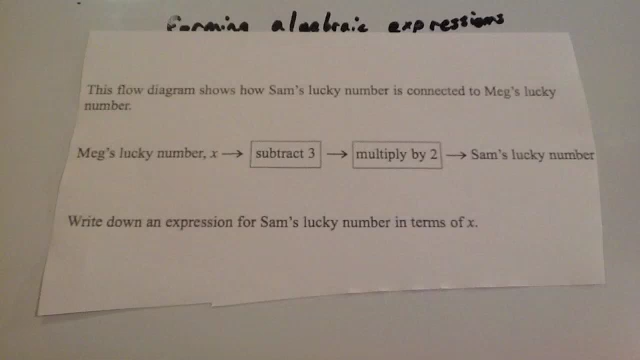 Forming algebraic expressions
This flow diagram shows how Sam's lucky number is connected to Meg's lucky
number.
Meg's lucky number, x → subtract 3 → multiply by 2 → Sam's lucky number
Write down an expression for Sam's lucky number in terms of x.